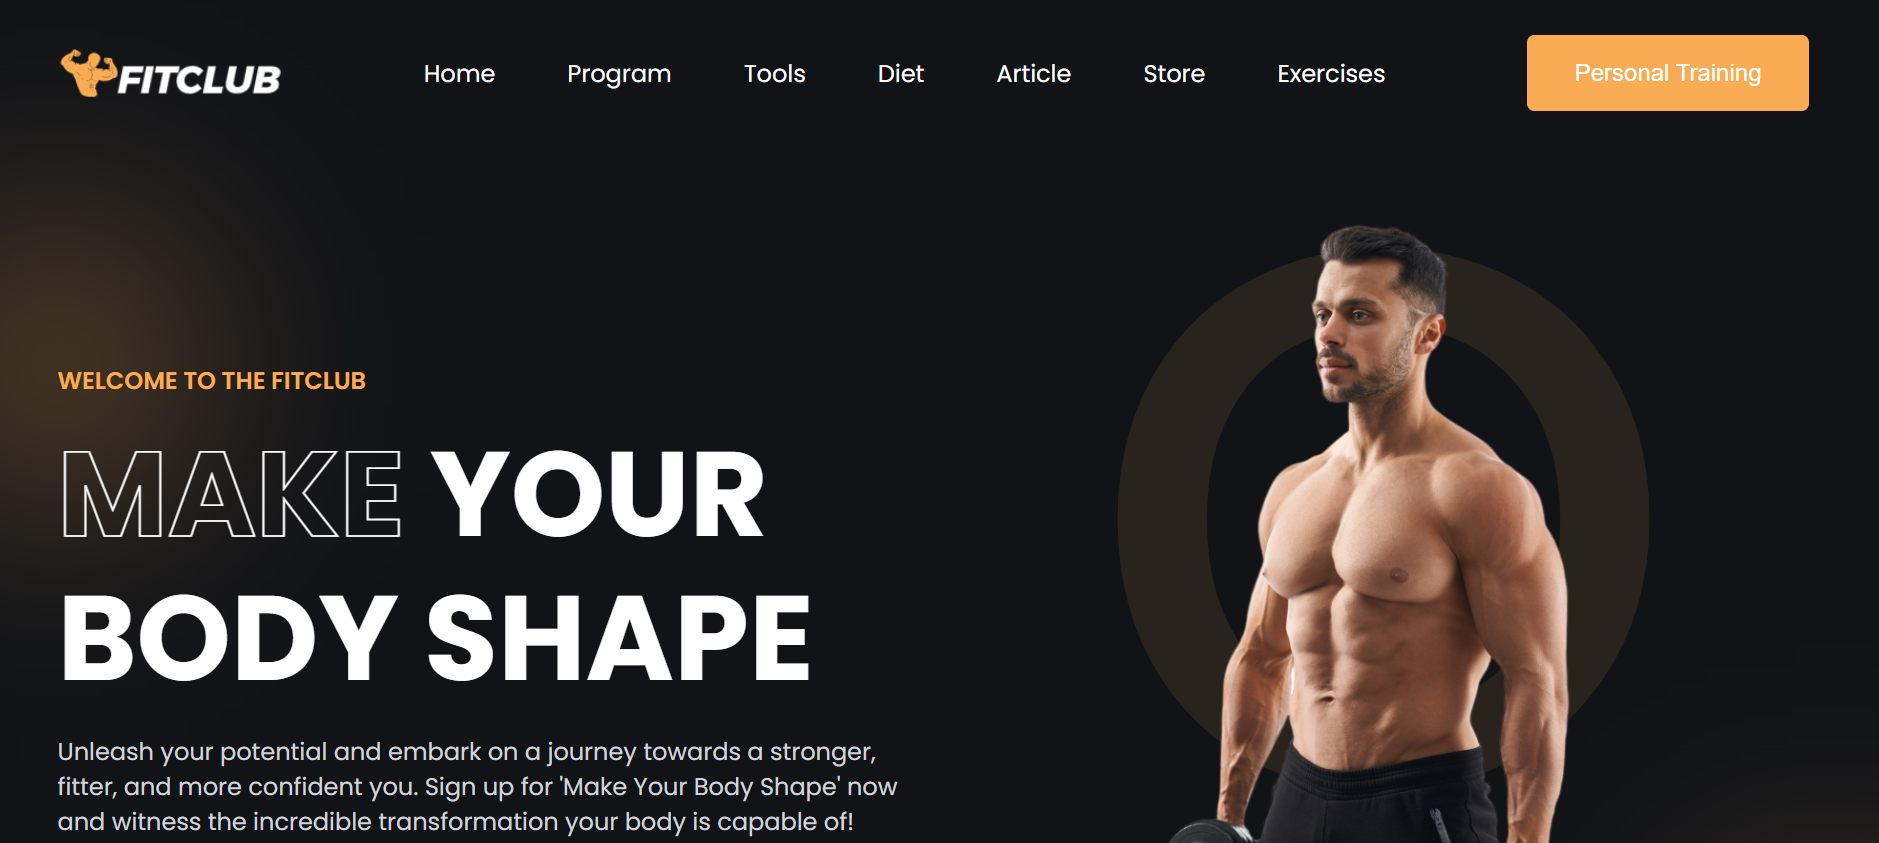 FITCLUB
Home Program Tools Diet Article Store Exercises Personal Training
WELCOME TO THE FITCLUB
MAKE YOUR
BODY SHAPE
Unleash your potential and embark on a journey towards a stronger,
fitter, and more confident you. Sign up for 'Make Your Body Shape' now
and witness the incredible transformation your body is capable of!